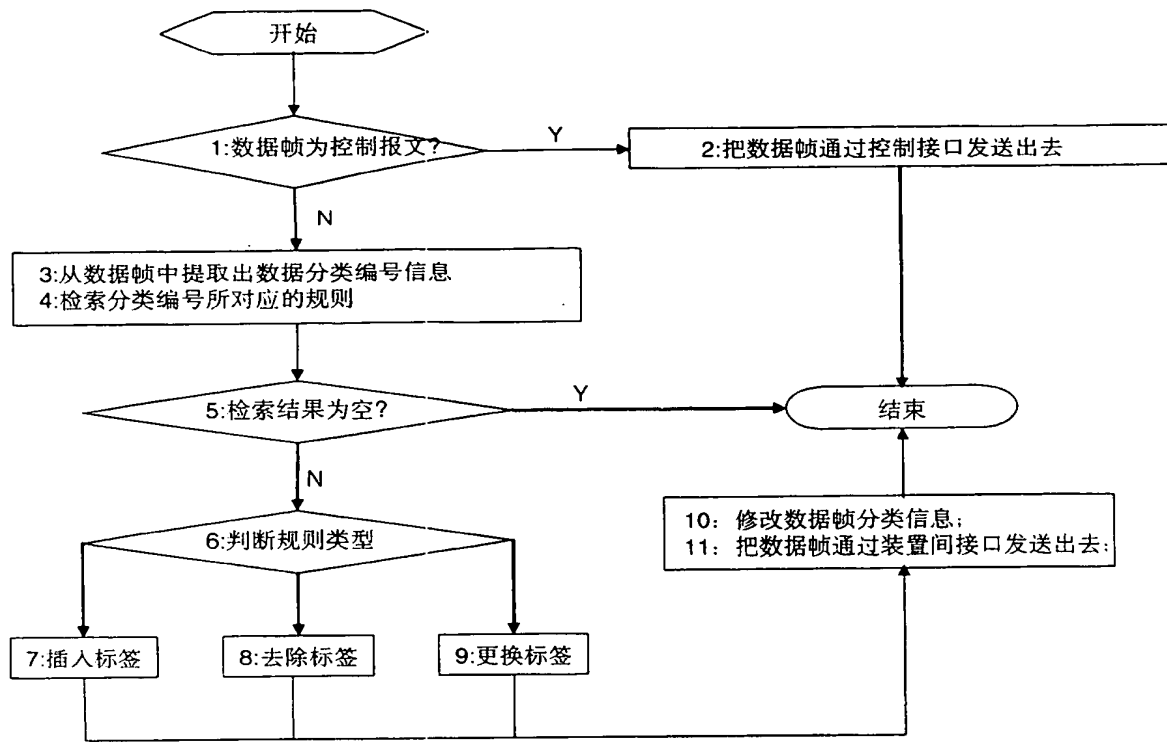 开始
1:数据帧为控制报文?
Y
2:把数据帧通过控制接口发送出去
N
3:从数据帧中提取出数据分类编号信息
4:检索分类编号所对应的规则
5:检索结果为空?
Y
结束
N
6:判断规则类型
10：修改数据帧分类信息;
11：把数据帧通过装置间接口发送出去;
7:插入标签
8:去除标签
9:更换标签